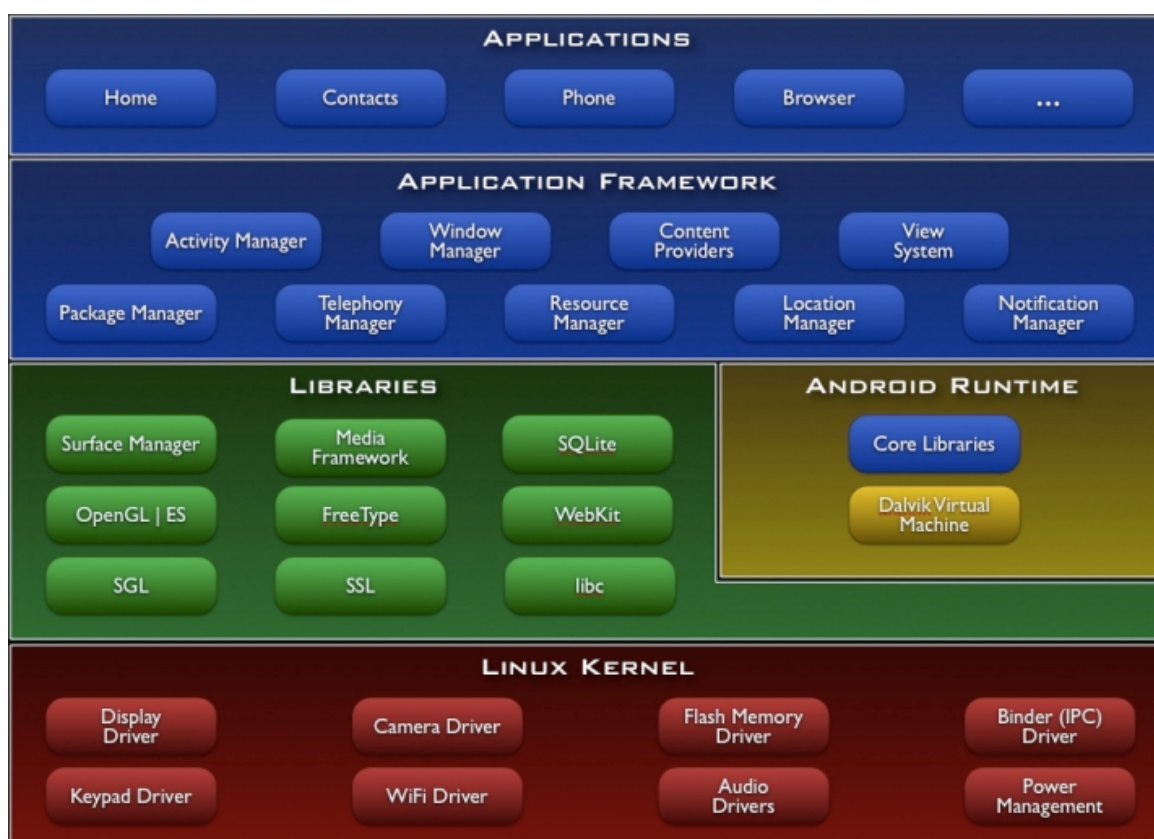 APPLICATIONS
Home
Contacts
Phone
Browser
...
APPLICATION FRAMEWORK
Activity Manager
Window
Manager
Content
Providers
View
System
Package Manager
Telephony
Manager
Resource
Manager
Location
Manager
Notification
Manager
LIBRARIES
Surface Manager
Media
Framework
SQLite
OpenGL | ES
FreeType
WebKit
SGL
SSL
libc
ANDROID RUNTIME
Core Libraries
Dalvik Virtual
Machine
LINUX KERNEL
Display
Driver
Camera Driver
Flash Memory
Driver
Binder (IPC)
Driver
Keypad Driver
WiFi Driver
Audio
Drivers
Power
Management